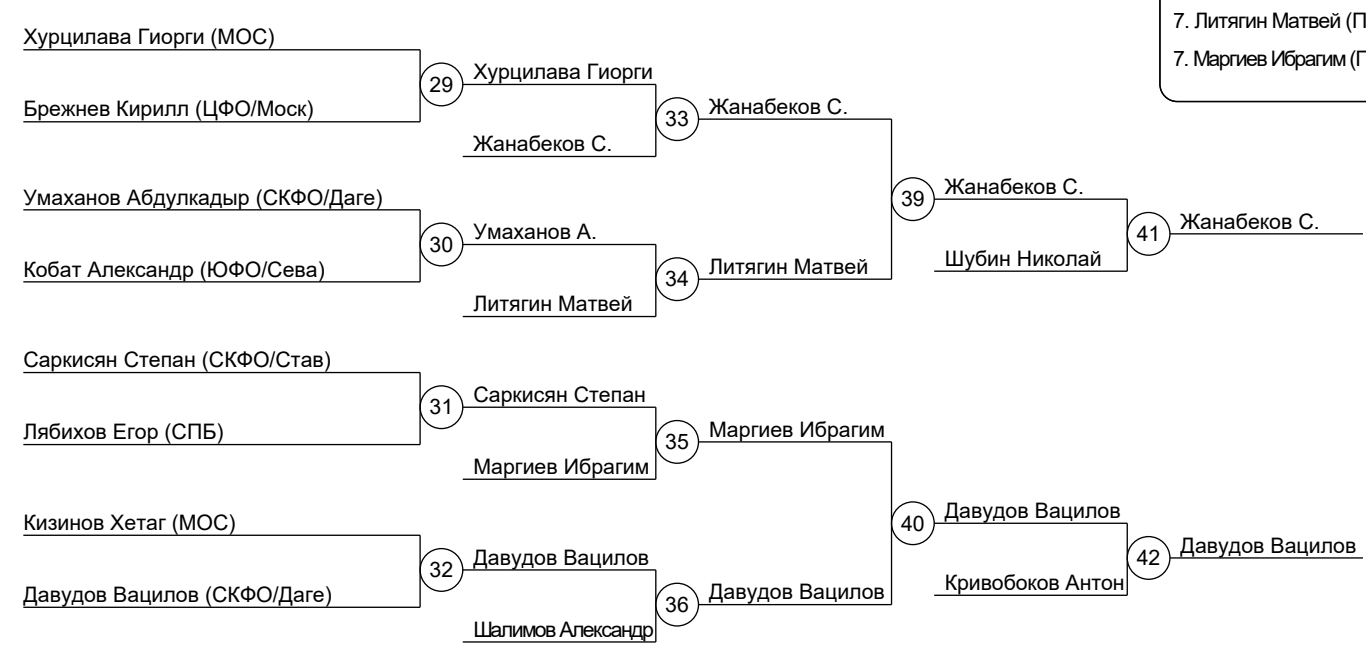 7. Литягин Матвей (П
7. Маргиев Ибрагим (П
Хурцилава Гиорги (МОС)
29
Хурцилава Гиорги
Брежнев Кирилл (ЦФО/Моск)
33
Жанабеков С.
Жанабеков С.
Умаханов Абдулкадыр (СКФО/Даге)
39
Жанабеков С.
30
Умаханов А.
41
Жанабеков С.
Кобат Александр (ЮФО/Сева)
34
Литягин Матвей
Шубин Николай
Литягин Матвей
Саркисян Степан (СКФО/Став)
31
Саркисян Степан
Лябихов Егор (СПБ)
35
Маргиев Ибрагим
Маргиев Ибрагим
Кизинов Хетаг (МОС)
40
Давудов Вацилов
32
Давудов Вацилов
42
Давудов Вацилов
Давудов Вацилов (СКФО/Даге)
36
Давудов Вацилов
Кривобоков Антон
Шалимов Александр